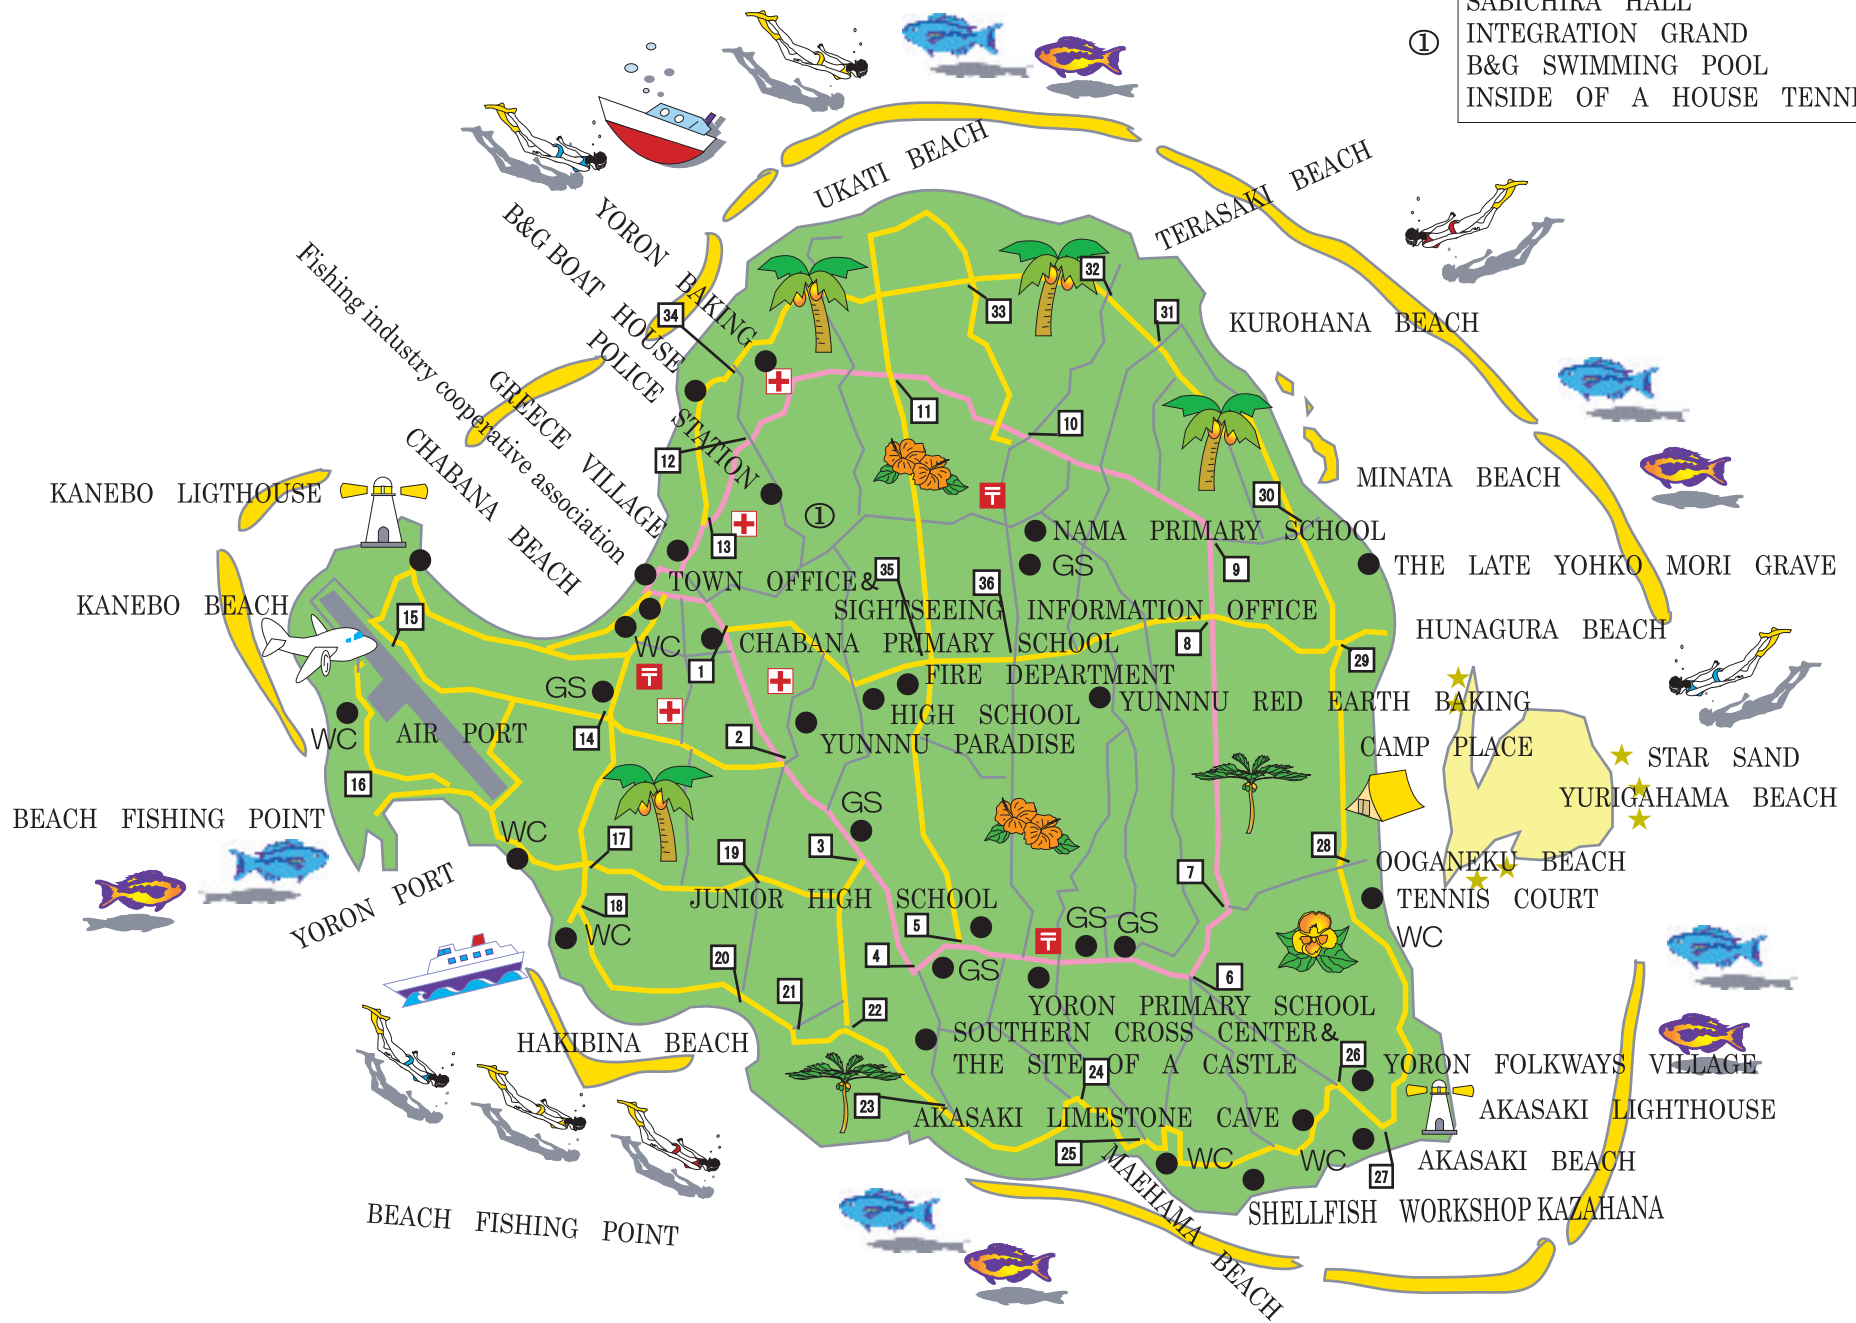 SABICHIRA HALL
INTEGRATION GRAND
① B&G SWIMMING POOL
INSIDE OF A HOUSE
UKATI BEACH
TERASAKI BEACH
YORON BAKING
B&G BOAT HOUSE
POLICE STATION
Fishing industry cooperative association
GREECE VILLAGE
CHABANA BEACH
34
32
33
31
KUROHANA BEACH
11
10
12
MINATA BEACH
KANEBO LIGTHOUSE
30
①
13
NAMA PRIMARY SCHOOL
GS
9
THE LATE YOHKO MORI GRAVE
35
36
TOWN OFFICE&
SIGHTSEEING INFORMATION OFFICE
KANEBO BEACH
15
WC
1
CHABANA PRIMARY SCHOOL
8
HUNAGURA BEACH
29
FIRE DEPARTMENT
GS
YUNNNU RED EARTH BAKING
HIGH SCHOOL
WC
AIR PORT
14
2
YUNNNU PARADISE
CAMP PLACE
STAR SAND
16
YURIGAHAMA BEACH
GS
BEACH FISHING POINT
WC
17
3
19
28
OOGANEKU BEACH
7
JUNIOR HIGH SCHOOL
TENNIS COURT
YORON PORT
18
WC
5
GS
GS
WC
20
4
GS
6
21
22
YORON PRIMARY SCHOOL
HAKIBINA BEACH
SOUTHERN CROSS CENTER&
THE SITE OF A CASTLE
26
YORON FOLKWAYS VILLAGE
24
23
AKASAKI LIMESTONE CAVE
AKASAKI LIGHTHOUSE
25
WC
WC
27
AKASAKI BEACH
MAEHAMA BEACH
SHELLFISH WORKSHOP KAZAHANA
BEACH FISHING POINT